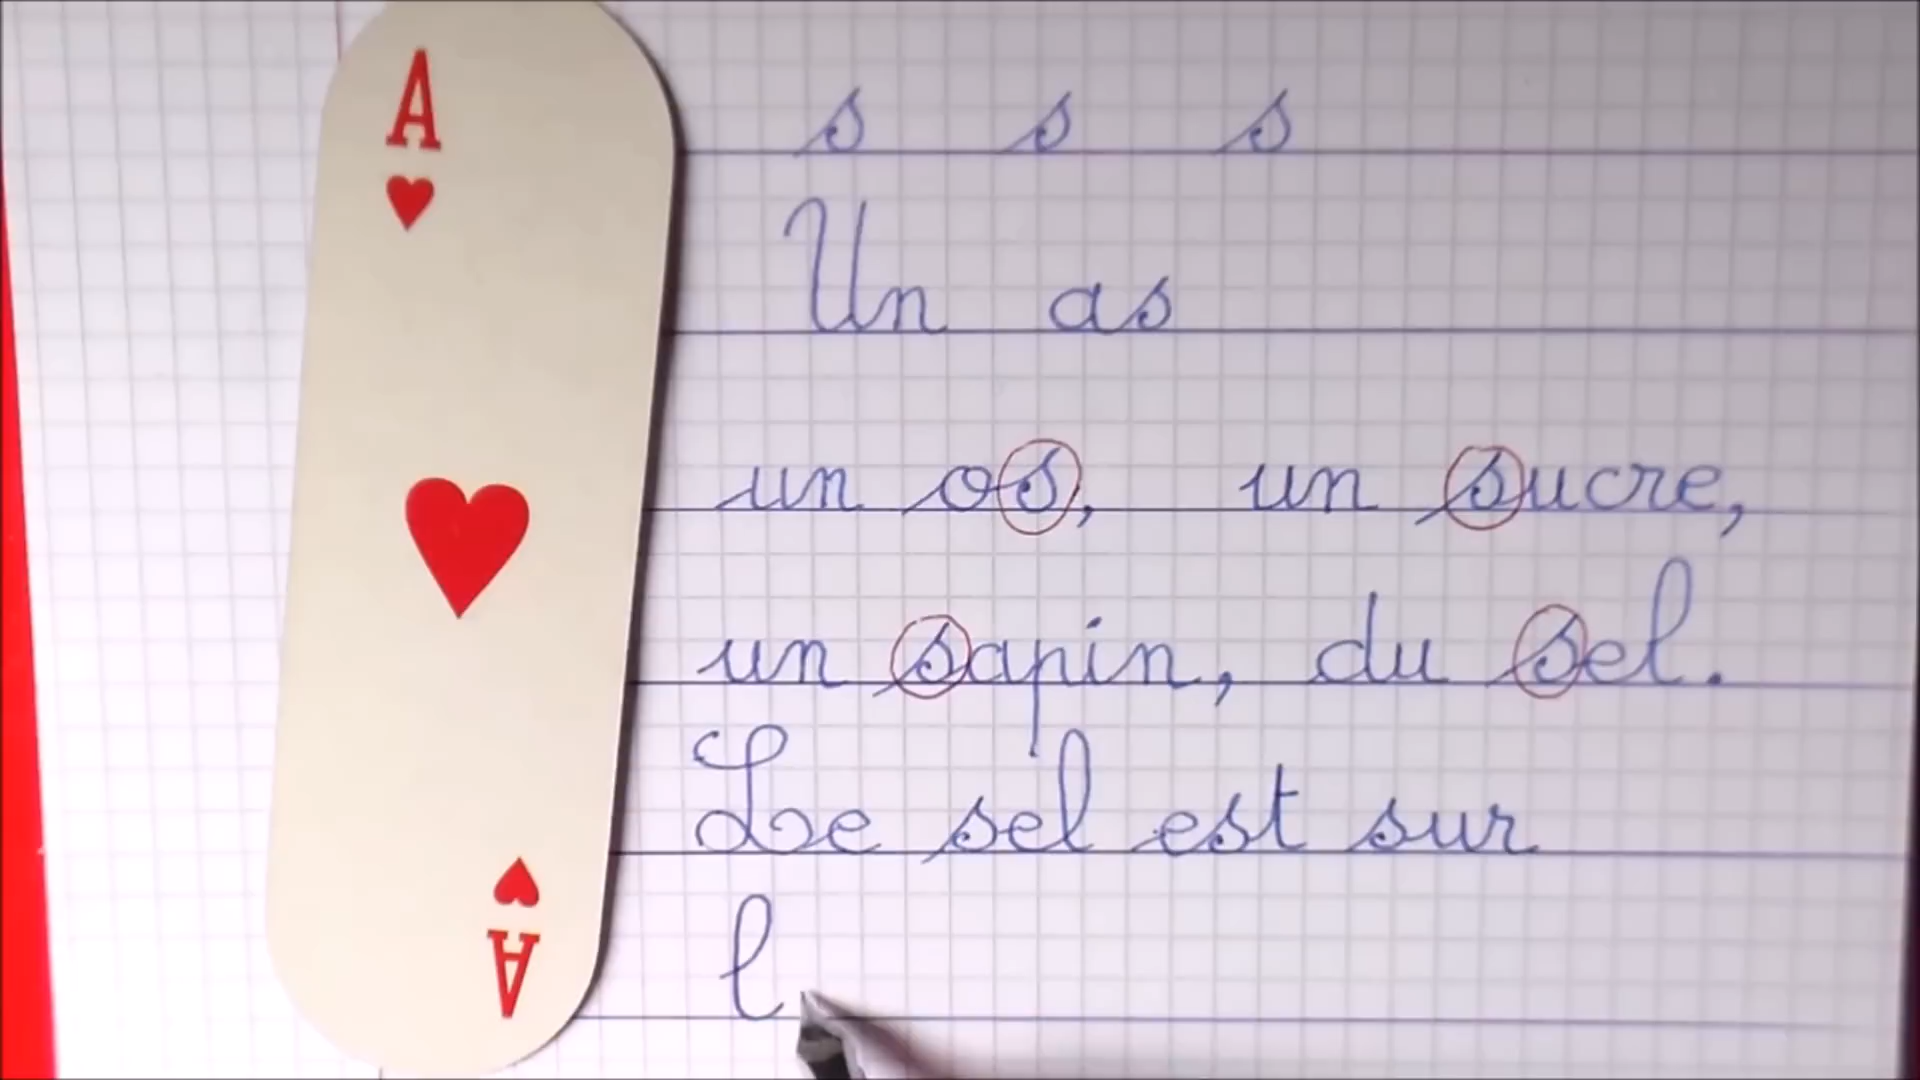 A
s s s
Un as
un os, un sucre,
un sapin, du sel.
Le sel est sur
l
A